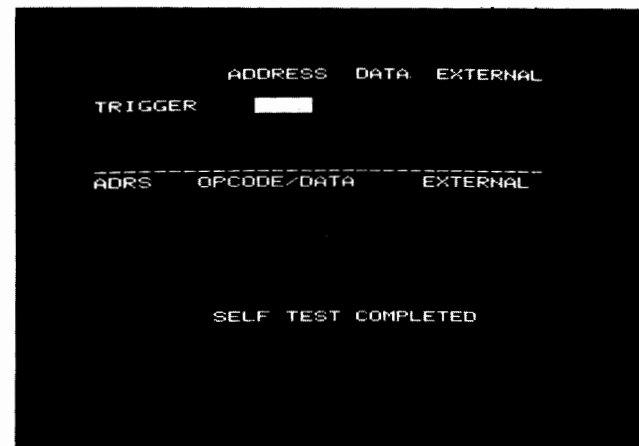 ADDRESS DATA EXTERNAL
TRIGGER
ADRS OPCODE/DATA EXTERNAL
SELF TEST COMPLETED